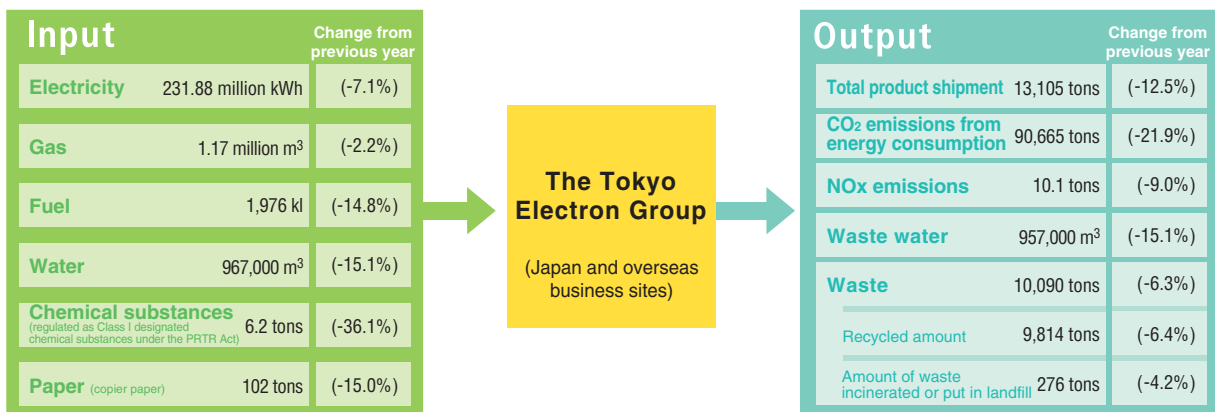 Input
Change from
previous year
Electricity 231.88 million kWh (-7.1%)
Gas 1.17 million m³ (-2.2%)
Fuel 1,976 kl (-14.8%)
Water 967,000 m³ (-15.1%)
Chemical substances
(regulated as Class I designated
chemical substances under the PRTR Act)
6.2 tons (-36.1%)
Paper (copier paper) 102 tons (-15.0%)
The Tokyo
Electron Group
(Japan and overseas
business sites)
Output
Change from
previous year
Total product shipment 13,105 tons (-12.5%)
CO₂ emissions from
energy consumption 90,665 tons (-21.9%)
NOx emissions 10.1 tons (-9.0%)
Waste water 957,000 m³ (-15.1%)
Waste 10,090 tons (-6.3%)
Recycled amount 9,814 tons (-6.4%)
Amount of waste
incinerated or put in landfill 276 tons (-4.2%)